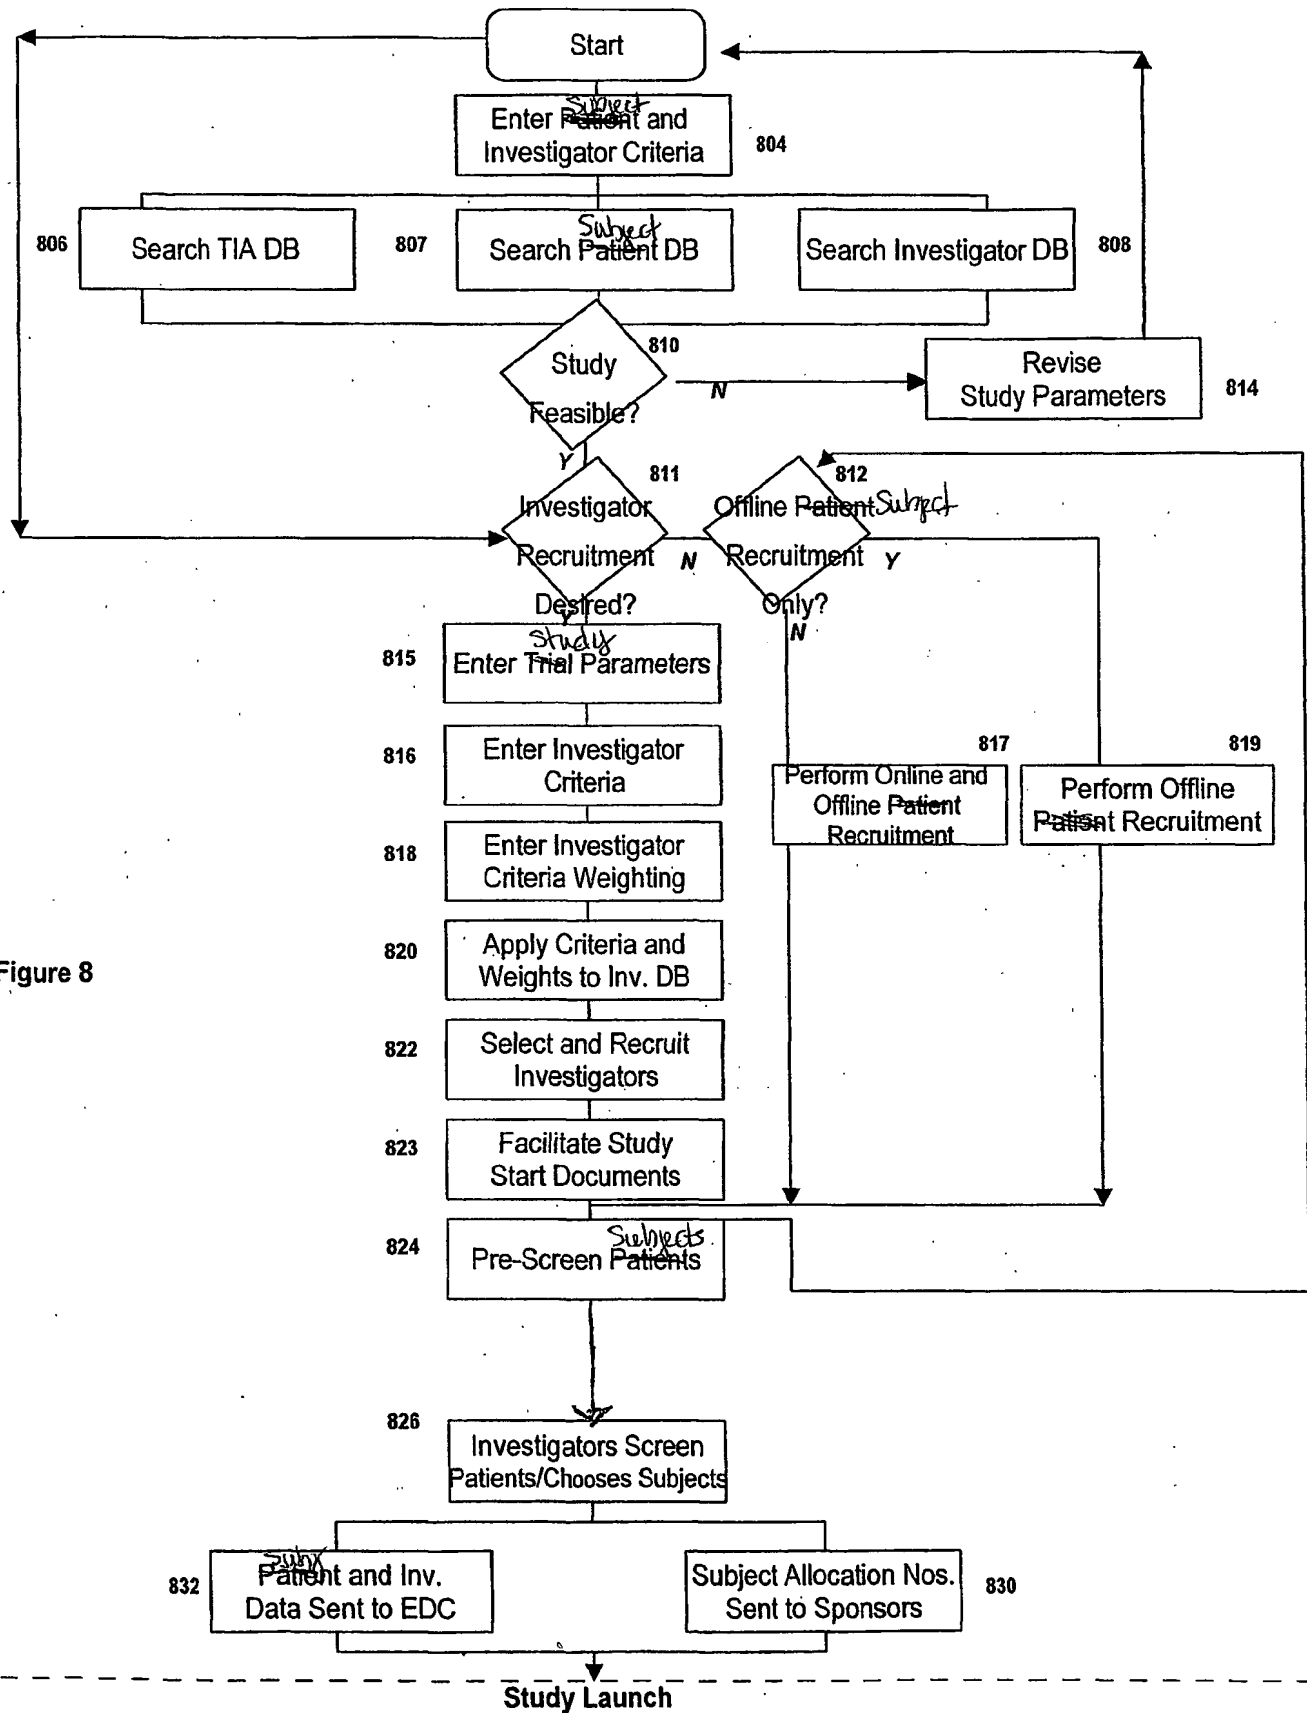 Start
Subject
Enter Patient and
Investigator Criteria
804
806
Search TIA DB
807
Subject
Search Patient DB
Search Investigator DB
808
810
Study
Feasible?
N
Y
Revise
Study Parameters
814
811
Investigator
Recruitment
Desired?
N
Y
812
Offline Patient Subject
Recruitment
Only?
Y
N
815
Study
Enter Trial Parameters
816
Enter Investigator
Criteria
817
Perform Online and
Offline Patient
Recruitment
819
Perform Offline
Patient Recruitment
818
Enter Investigator
Criteria Weighting
820
Apply Criteria and
Weights to Inv. DB
Figure 8
822
Select and Recruit
Investigators
823
Facilitate Study
Start Documents
824
Subjects
Pre-Screen Patients
826
Investigators Screen
Patients/Chooses Subjects
832
Subj
Patient and Inv.
Data Sent to EDC
Subject Allocation Nos.
Sent to Sponsors
830
Study Launch